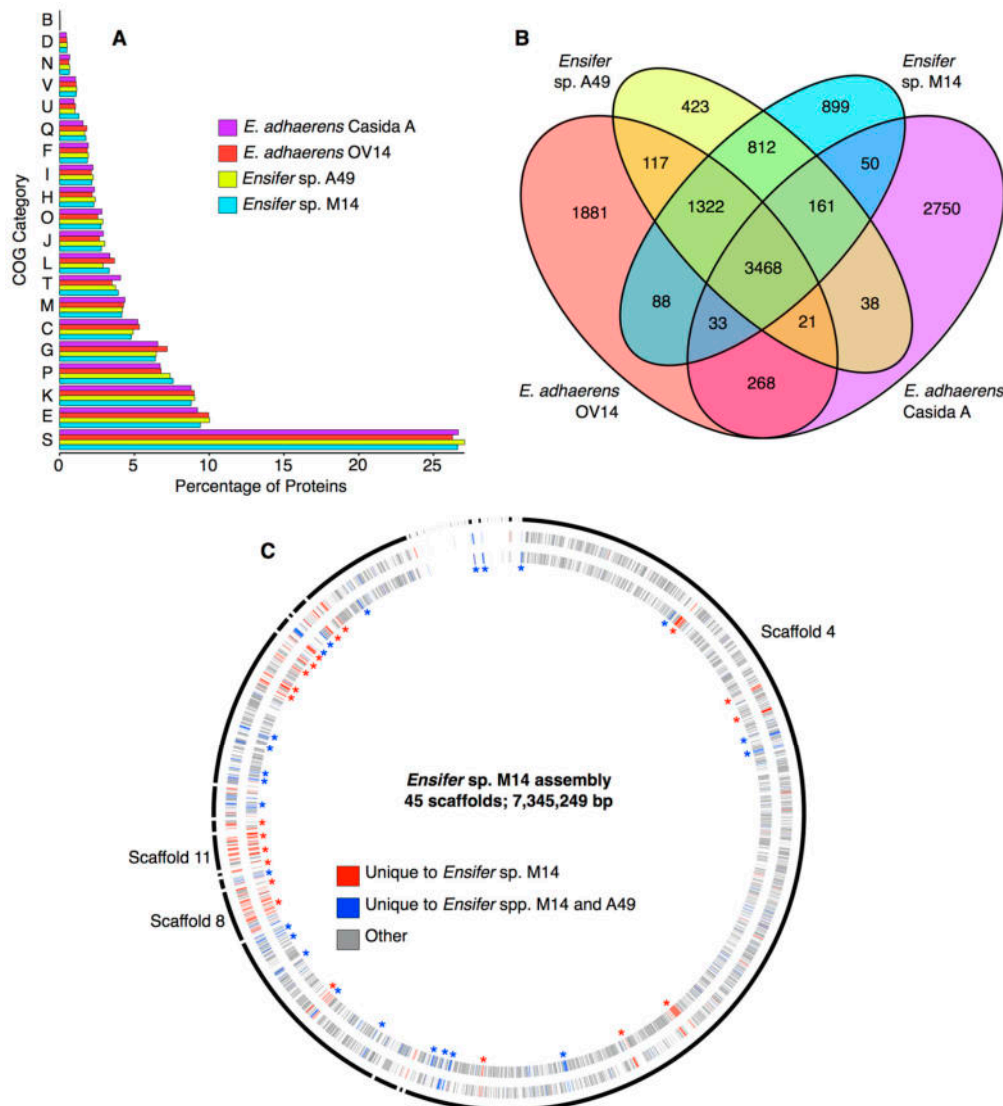 A
B
D
N
V
U
Q
F
I
H
O
J
L
T
M
C
G
P
K
E
S
COG Category
0
5
10
15
20
25
Percentage of Proteins
E. adhaerens Casida A
E. adhaerens OV14
Ensifer sp. A49
Ensifer sp. M14
B
Ensifer
sp. A49
Ensifer
sp. M14
423
899
117
812
50
1881
1322
161
2750
3468
88
38
33
21
268
E. adhaerens
OV14
E. adhaerens
Casida A
C
Scaffold 4
Ensifer sp. M14 assembly
45 scaffolds; 7,345,249 bp
Scaffold 11
Scaffold 8
Unique to Ensifer sp. M14
Unique to Ensifer spp. M14 and A49
Other